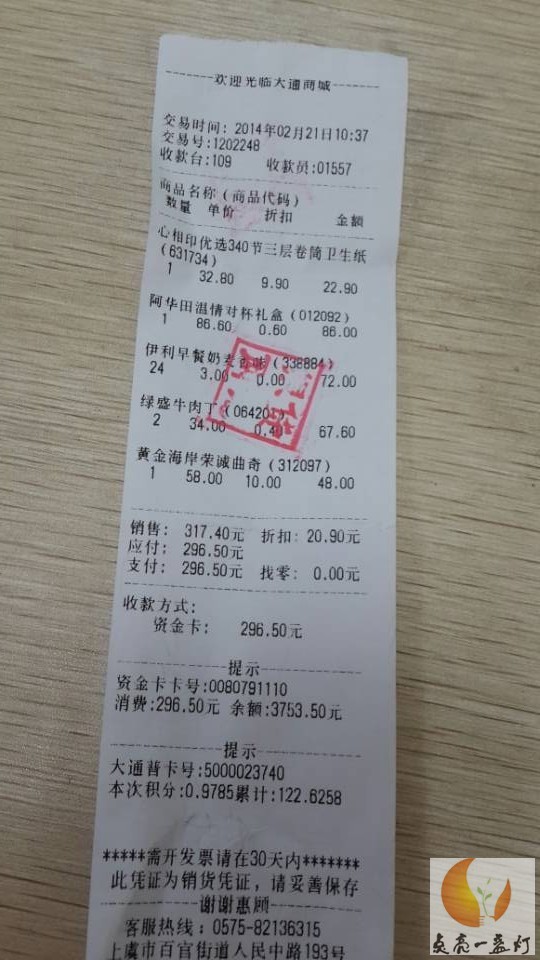 欢迎光临大通商城
交易时间: 2014年02月21日10:37
交易号:1202248
收款台:109 收款员:01557
商品名称(商品代码)
数量 单价 折扣 金额
心相印优选340节三层卷筒卫生纸
(631734)
1 32.80 9.90 22.90
阿华田温情对杯礼盒(012092)
1 86.60 0.60 86.00
伊利早餐奶麦香味(338884)
24 3.00 0.00 72.00
绿盛牛肉丁(06420
2 34.00 0.40 67.60
黄金海岸荣诚曲奇(312097)
1 58.00 10.00 48.00
销售: 317.40元 折扣: 20.90元
应付: 296.50元
支付: 296.50元 找零: 0.00元
收款方式:
资金卡: 296.50元
提示
资金卡卡号:0080791110
消费:296.50元 余额:3753.50元
提示
大通普卡号:5000023740
本次积分:0.9785累计:122.6258
*****需开发票请在30天内*******
此凭证为销货凭证，请妥善保存
谢谢惠顾
客服热线: 0575-82136315
上虞市百官街道人民中路193号
点亮一盏灯